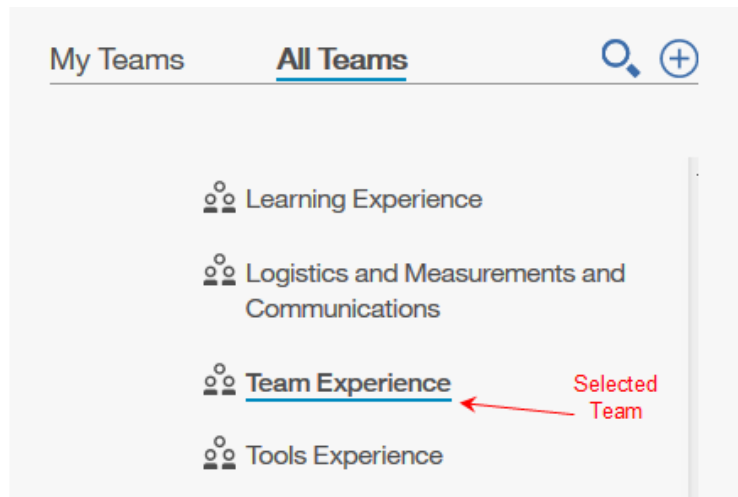 My Teams All Teams
Learning Experience
Logistics and Measurements and
Communications
Team Experience
Selected
Team
Tools Experience